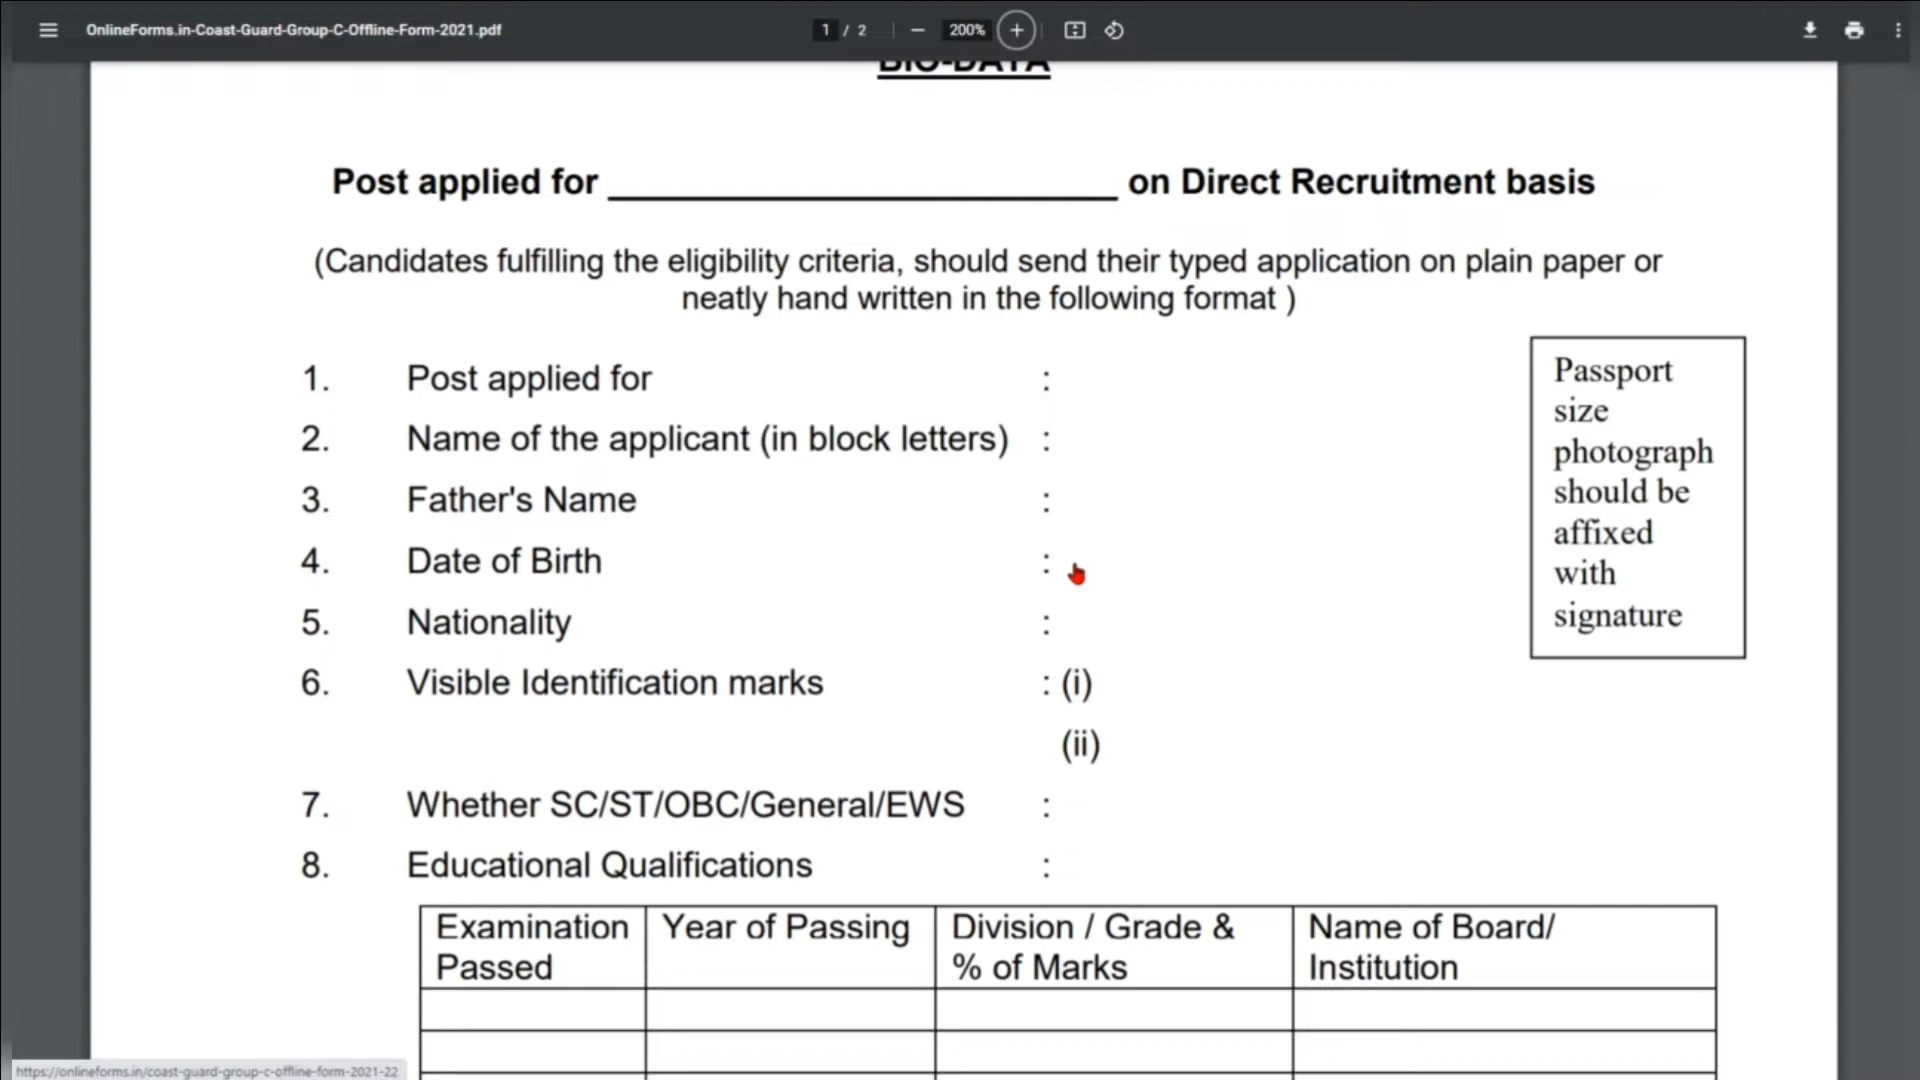 OnlineForms.in-Coast-Guard-Group-C-Offline-Form-2021.pdf
1 / 2
200%
BIO-DATA
Post applied for ____________________________ on Direct Recruitment basis
(Candidates fulfilling the eligibility criteria, should send their typed application on plain paper or
neatly hand written in the following format )
1. Post applied for :
2. Name of the applicant (in block letters) :
3. Father's Name :
4. Date of Birth :
5. Nationality :
6. Visible Identification marks : (i)
(ii)
7. Whether SC/ST/OBC/General/EWS :
8. Educational Qualifications :
Passport
size
photograph
should be
affixed
with
signature
Examination Passed
Year of Passing
Division / Grade & % of Marks
Name of Board/ Institution
https://onlineforms.in/coast-guard-group-c-offline-form-2021-22